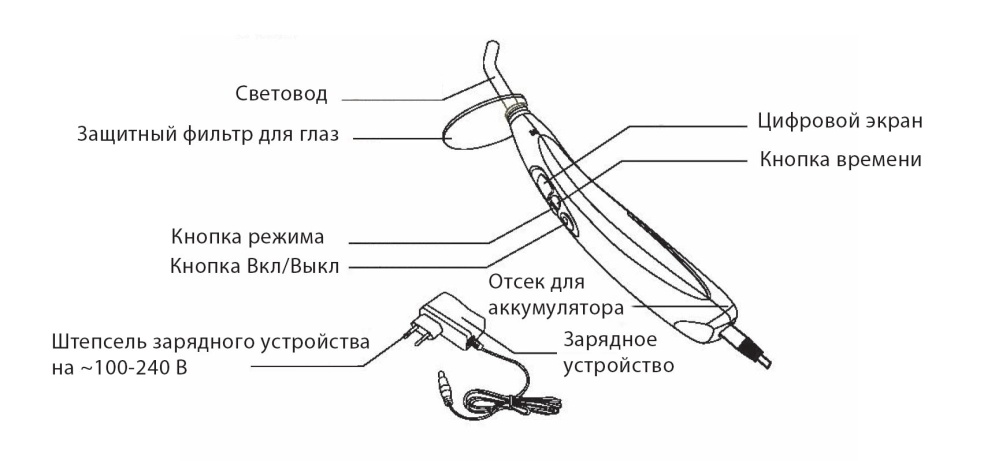 Световод
Защитный фильтр для глаз
Цифровой экран
Кнопка времени
Кнопка режима
Кнопка Вкл/Выкл
Отсек для
аккумулятора
Штепсель зарядного устройства
на ~100-240 В
Зарядное
устройство